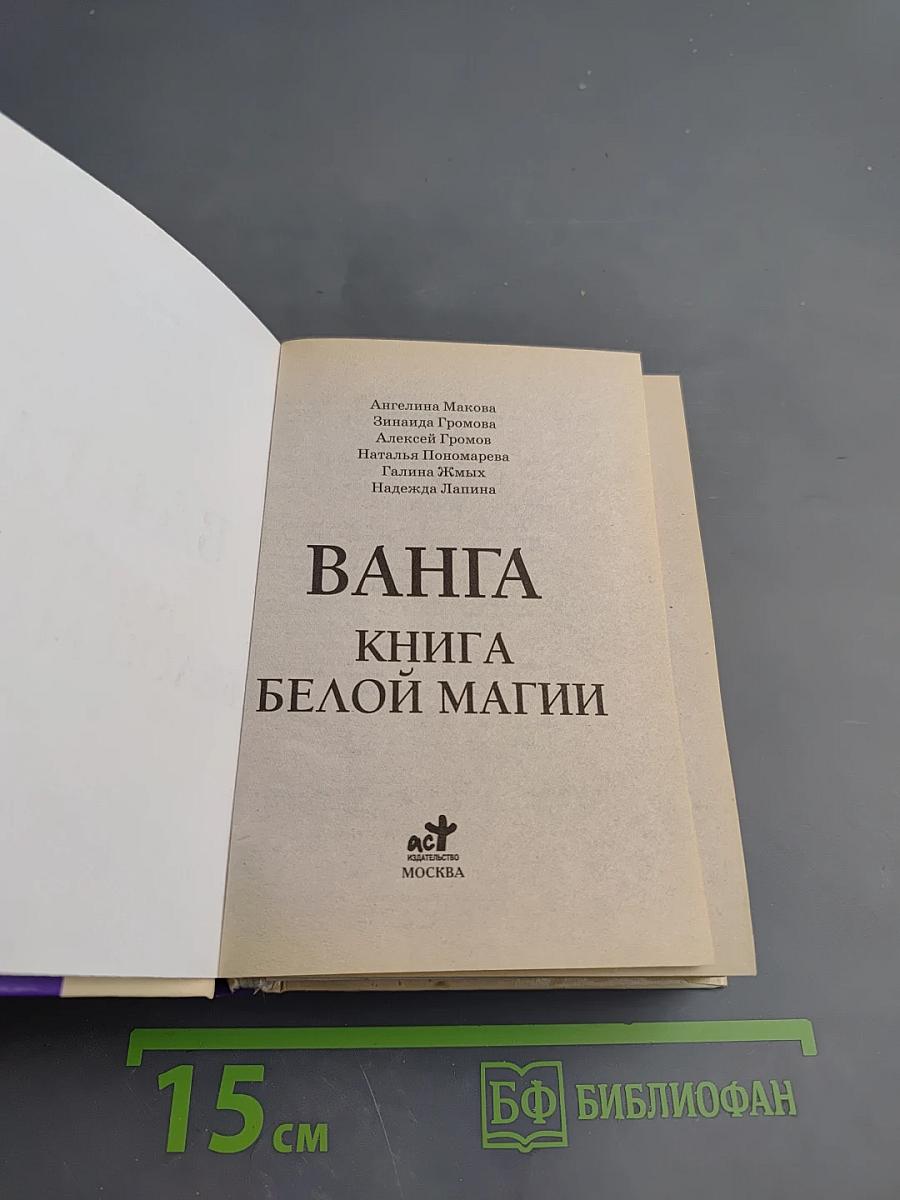 Ангелина Макова
Зинаида Громова
Алексей Громов
Наталья Пономарева
Галина Жмых
Надежда Лапина
ВАНГА
КНИГА
БЕЛОЙ МАГИИ
аст
ИЗДАТЕЛЬСТВО
МОСКВА
15 см
БФ БИБЛИОФАН